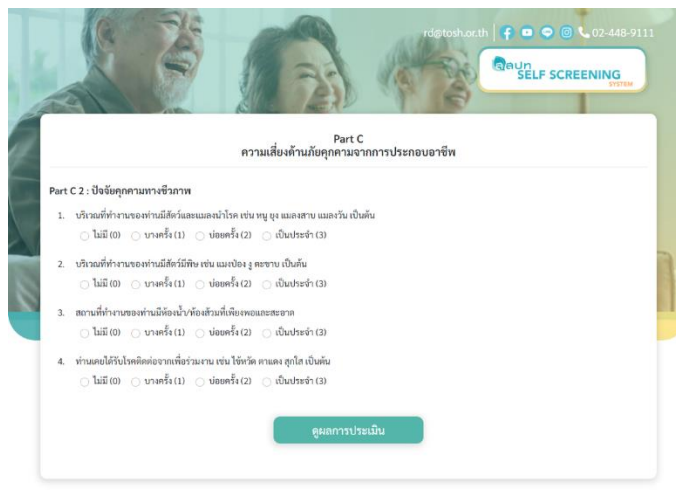 rd@tosh.or.th | 02-448-9111
สสปท
SELF SCREENING
SYSTEM
Part C
ความเสี่ยงด้านภัยคุกคามจากการประกอบอาชีพ
Part C 2 : ปัจจัยคุกคามทางชีวภาพ
1. บริเวณที่ทำงานของท่านมีสัตว์และแมลงนำโรค เช่น หนู ยุง แมลงสาบ แมลงวัน เป็นต้น
ไม่มี (0) บางครั้ง (1) บ่อยครั้ง (2) เป็นประจำ (3)
2. บริเวณที่ทำงานของท่านมีสัตว์มีพิษ เช่น แมงป่อง งู ตะขาบ เป็นต้น
ไม่มี (0) บางครั้ง (1) บ่อยครั้ง (2) เป็นประจำ (3)
3. สถานที่ทำงานของท่านมีห้องน้ำ/ห้องส้วมที่เพียงพอและสะอาด
ไม่มี (0) บางครั้ง (1) บ่อยครั้ง (2) เป็นประจำ (3)
4. ท่านเคยได้รับโรคติดต่อจากเพื่อร่วมงาน เช่น ไข้หวัด ตาแดง สุกใส เป็นต้น
ไม่มี (0) บางครั้ง (1) บ่อยครั้ง (2) เป็นประจำ (3)
ดูผลการประเมิน